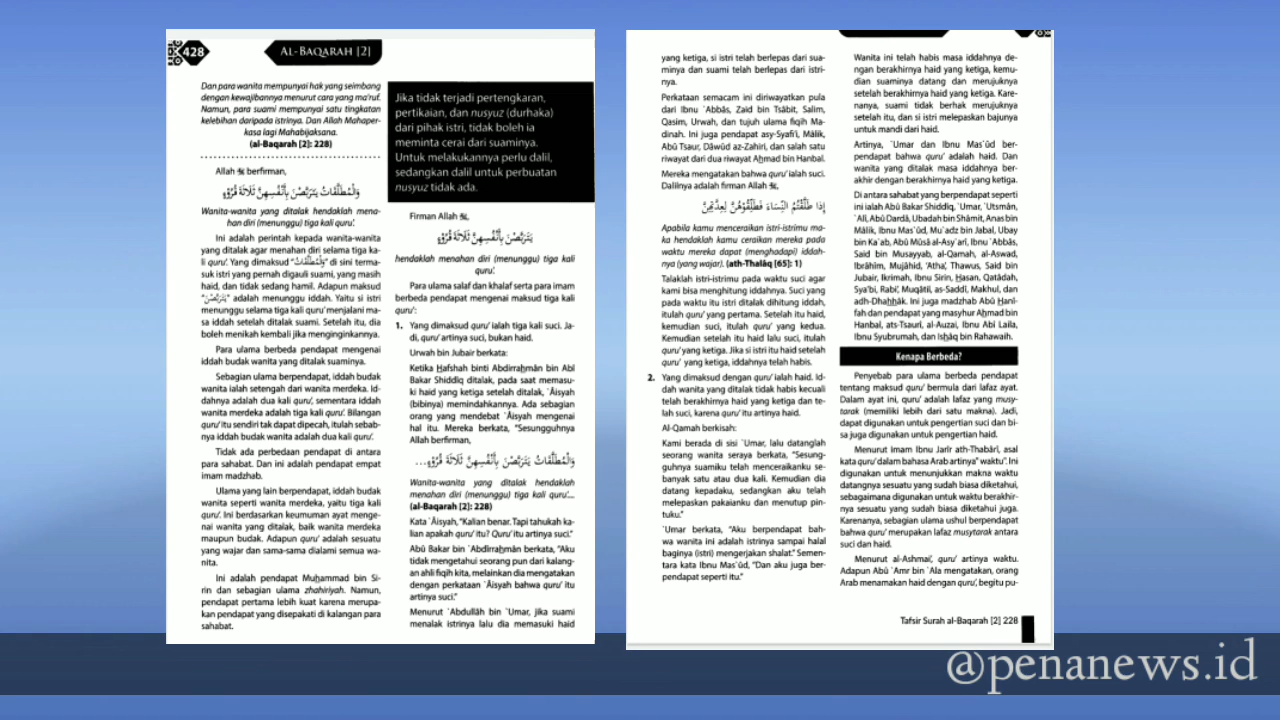 428
AL-BAQARAH [2]
Dan para wanita mempunyai hak yang seimbang
dengan kewajibannya menurut cara yang ma'ruf.
Namun, para suami mempunyai satu tingkatan
kelebihan daripada istrinya. Dan Allah Mahaper-
kasa lagi Mahabijaksana.
(al-Baqarah [2]: 228)
Allah ﷻ berfirman,
وَالْمُطَلَّقَاتُ يَتَرَبَّصْنَ بِأَنْفُسِهِنَّ ثَلَاثَةَ قُرُوْءٍ
Wanita-wanita yang ditalak hendaklah mena-
han diri (menunggu) tiga kali quru'.
Ini adalah perintah kepada wanita-wanita
yang ditalak agar menahan diri selama tiga ka-
li quru'. Yang dimaksud "وَالْمُطَلَّقَاتُ" di sini terma-
suk istri yang pernah digauli suami, yang masih
haid, dan tidak sedang hamil. Adapun maksud
"يَتَرَبَّصْنَ" adalah menunggu iddah. Yaitu si istri
menunggu selama tiga kali quru' menjalani ma-
sa iddah setelah ditalak suami. Setelah itu, dia
boleh menikah kembali jika menginginkannya.
Para ulama berbeda pendapat mengenai
iddah budak wanita yang ditalak suaminya.
Sebagian ulama berpendapat, iddah budak
wanita ialah setengah dari wanita merdeka. Id-
dahnya adalah dua kali quru', sementara iddah
wanita merdeka adalah tiga kali quru'. Bilangan
quru' itu sendiri tak dapat dipecah, itulah sebab-
nya iddah budak wanita adalah dua kali quru'.
Tidak ada perbedaan pendapat di antara
para sahabat. Dan ini adalah pendapat empat
imam madzhab.
Ulama yang lain berpendapat, iddah budak
wanita seperti wanita merdeka, yaitu tiga kali
quru'. Ini berdasarkan keumuman ayat menge-
nai wanita yang ditalak, baik wanita merdeka
maupun budak. Adapun quru' adalah sesuatu
yang wajar dan sama-sama dialami semua wa-
nita.
Ini adalah pendapat Muhammad bin Si-
rin dan sebagian ulama zhahiriyah. Namun,
pendapat pertama lebih kuat karena merupa-
kan pendapat yang disepakati di kalangan para
sahabat.
Jika tidak terjadi pertengkaran,
pertikaian, dan nusyuz (durhaka)
dari pihak istri, tidak boleh ia
meminta cerai dari suaminya.
Untuk melakukannya perlu dalil,
sedangkan dalil untuk perbuatan
nusyuz tidak ada.
Firman Allah ﷻ,
يَتَرَبَّصْنَ بِأَنْفُسِهِنَّ ثَلَاثَةَ قُرُوْءٍ
hendaklah menahan diri (menunggu) tiga kali
quru'.
Para ulama salaf dan khalaf serta para imam
berbeda pendapat mengenai maksud tiga kali
quru':
1. Yang dimaksud quru' ialah tiga kali suci. Ja-
di, quru' artinya suci, bukan haid.
Urwah bin Jubair berkata:
Ketika Hafshah binti Abdirrahmân bin Abî
Bakar Shiddîq ditalak, pada saat memasu-
ki haid yang ketiga setelah ditalak, `Âisyah
(bibinya) memindahkannya. Ada sebagian
orang yang mendebat `Âisyah mengenai
hal itu. Mereka berkata, "Sesungguhnya
Allah berfirman,
وَالْمُطَلَّقَاتُ يَتَرَبَّصْنَ بِأَنْفُسِهِنَّ ثَلَاثَةَ قُرُوْءٍ...
Wanita-wanita yang ditalak hendaklah
menahan diri (menunggu) tiga kali quru'....
(al-Baqarah [2]: 228)
Kata `Âisyah, "Kalian benar. Tapi tahukah ka-
lian apakah quru' itu? Quru' itu artinya suci."
Abû Bakar bin `Abdîrrahmân berkata, "Aku
tidak mengetahui seorang pun dari kalang-
an ahli fiqih kita, melainkan dia mengatakan
dengan perkataan `Âisyah bahwa quru' itu
artinya suci."
Menurut `Abdullâh bin `Umar, jika suami
menalak istrinya lalu dia memasuki haid
yang ketiga, si istri telah berlepas dari sua-
minya dan suami telah berlepas dari istri-
nya.
Perkataan semacam ini diriwayatkan pula
dari Ibnu `Abbâs, Zaid bin Tsâbit, Salim,
Qasim, Urwah, dan tujuh ulama fiqih Ma-
dinah. Ini juga pendapat asy-Syafi'î, Mâlik,
Abû Tsaur, Dâwûd az-Zahiri, dan salah satu
riwayat dari dua riwayat Ahmad bin Hanbal.
Mereka mengatakan bahwa quru' ialah suci.
Dalilnya adalah firman Allah ﷻ,
إِذَا طَلَّقْتُمُ النِّسَاءَ فَطَلِّقُوْهُنَّ لِعِدَّتِهِنَّ
Apabila kamu menceraikan istri-istrimu ma-
ka hendaklah kamu ceraikan mereka pada
waktu mereka dapat (menghadapi) iddah-
nya (yang wajar). (ath-Thalâq [65]: 1)
Talaklah istri-istrimu pada waktu suci agar
kami bisa menghitung iddahnya. Suci yang
pada waktu itu istri ditalak dihitung iddah,
itulah quru' yang pertama. Setelah itu haid,
kemudian suci, itulah quru' yang kedua.
Kemudian setelah itu haid lalu suci, itulah
quru' yang ketiga. Jika si istri itu haid setelah
quru' yang ketiga, iddahnya telah habis.
2. Yang dimaksud dengan quru' ialah haid. Id-
dah wanita yang ditalak tidak habis kecuali
telah berakhirnya haid yang ketiga dan te-
lah suci, karena quru' itu artinya haid.
Al-Qamah berkisah:
Kami berada di sisi `Umar, lalu datanglah
seorang wanita seraya berkata, "Sesung-
guhnya suamiku telah menceraikanku se-
banyak satu atau dua kali. Kemudian dia
datang kepadaku, sedangkan aku telah
melepaskan pakaianku dan menutup pin-
tuku."
`Umar berkata, "Aku berpendapat bah-
wa wanita ini adalah istrinya sampai halal
baginya (istri) mengerjakan shalat." Semen-
tara kata Ibnu Mas`ûd, "Dan aku juga ber-
pendapat seperti itu."
Wanita ini telah habis masa iddahnya de-
ngan berakhirnya haid yang ketiga, kemu-
dian suaminya datang dan merujuknya
setelah berakhirnya haid yang ketiga. Kare-
nanya, suami tidak berhak merujuknya
setelah itu, dan si istri melepaskan bajunya
untuk mandi dari haid.
Artinya, `Umar dan Ibnu Mas`ûd ber-
pendapat bahwa quru' adalah haid. Dan
wanita yang ditalak masa iddahnya ber-
akhir dengan berakhirnya haid yang ketiga.
Di antara sahabat yang berpendapat seperti
ini ialah Abû Bakar Shiddîq, `Umar, `Utsmân,
`Alî, Abû Dardâ, Ubadah bin Shâmit, Anas bin
Mâlik, Ibnu Mas`ûd, Mu`adz bin Jabal, Ubay
bin Ka`ab, Abû Mûsâ al-Asy`arî, Ibnu `Abbâs,
Said bin Musayyab, al-Qamah, al-Aswad,
Ibrâhîm, Mujâhid, 'Atha', Thawus, Said bin
Jubair, Ikrimah, Ibnu Sirin, Hasan, Qatâdah,
Sya'bi, Rabi', Muqâtil, as-Saddî, Makhul, dan
adh-Dhahhâk. Ini juga madzhab Abû Hanî-
fah dan pendapat yang masyhur Ahmad bin
Hanbal, ats-Tsaurî, al-Auzai, Ibnu Abî Laila,
Ibnu Syubrumah, dan Ishâq bin Rahawaih.
Kenapa Berbeda?
Penyebab para ulama berbeda pendapat
tentang maksud quru' bermula dari lafaz ayat.
Dalam ayat ini, quru' adalah lafaz yang musy-
tarak (memiliki lebih dari satu makna). Jadi,
dapat digunakan untuk pengertian suci dan bi-
sa juga digunakan untuk pengertian haid.
Menurut Imam Ibnu Jarîr ath-Thabârî, asal
kata quru' dalam bahasa Arab artinya" waktu". Ini
digunakan untuk menunjukkan makna waktu
datangnya sesuatu yang sudah biasa diketahui,
sebagaimana digunakan untuk waktu berakhir-
nya sesuatu yang sudah biasa diketahui juga.
Karenanya, sebagian ulama ushul berpendapat
bahwa quru' merupakan lafaz musytarak antara
suci dan haid.
Menurut al-Ashmai', quru' artinya waktu.
Adapun Abû `Amr bin `Ala mengatakan, orang
Arab menamakan haid dengan quru', begitu pu-
Tafsir Surah al-Baqarah [2] 228
@penanews.id